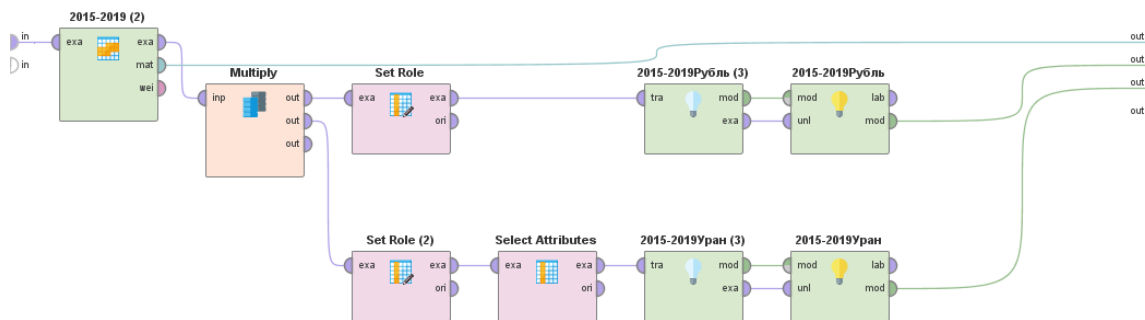 2015-2019 (2)
in
exa
exa
out
in
mat
out
wei
Multiply
Set Role
2015-2019Рубль (3)
2015-2019Рубль
out
inp
out
exa
exa
tra
mod
mod
lab
out
out
ori
exa
unl
mod
out
Set Role (2)
Select Attributes
2015-2019Уран (3)
2015-2019Уран
exa
exa
exa
exa
tra
mod
mod
lab
ori
ori
exa
unl
mod